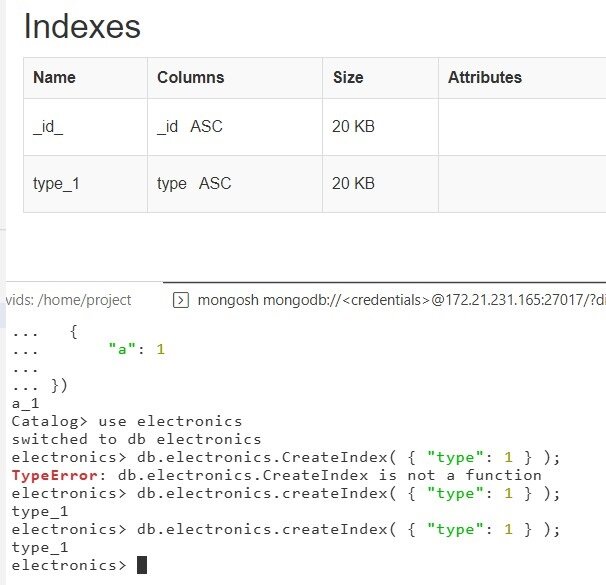 Indexes
Name Columns Size Attributes
_id_ _id ASC 20 KB
type_1 type ASC 20 KB
vids: /home/project mongosh mongodb://<credentials>@172.21.231.165:27017/?di
... {
... "a": 1
...
... })
a_1
Catalog> use electronics
switched to db electronics
electronics> db.electronics.CreateIndex( { "type": 1 } );
TypeError: db.electronics.CreateIndex is not a function
electronics> db.electronics.createIndex( { "type": 1 } );
type_1
electronics> db.electronics.createIndex( { "type": 1 } );
type_1
electronics>